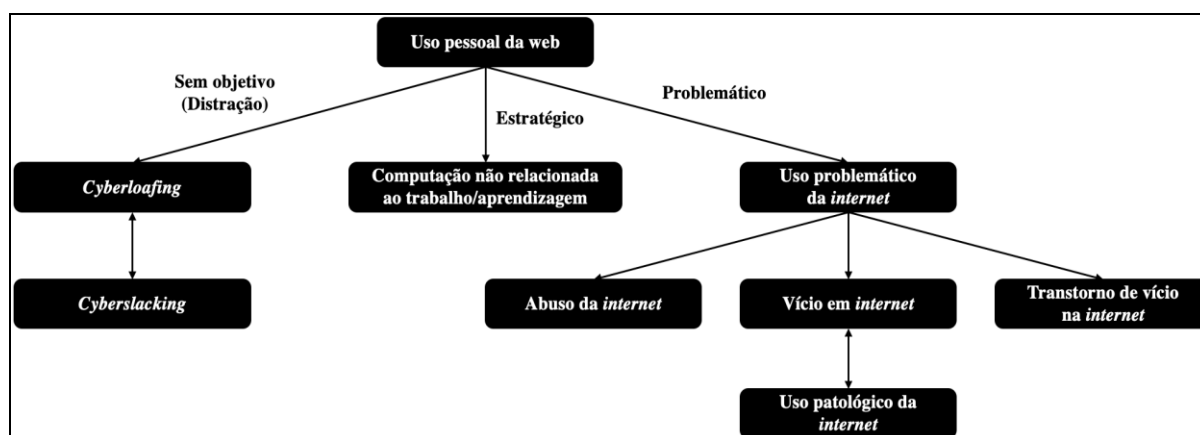 Uso pessoal da web
Sem objetivo
(Distração)
Estratégico
Problemático
Cyberloafing
Computação não relacionada
ao trabalho/aprendizagem
Uso problemático
da internet
Cyberslacking
Abuso da internet
Vício em internet
Transtorno de vício
na internet
Uso patológico da
internet